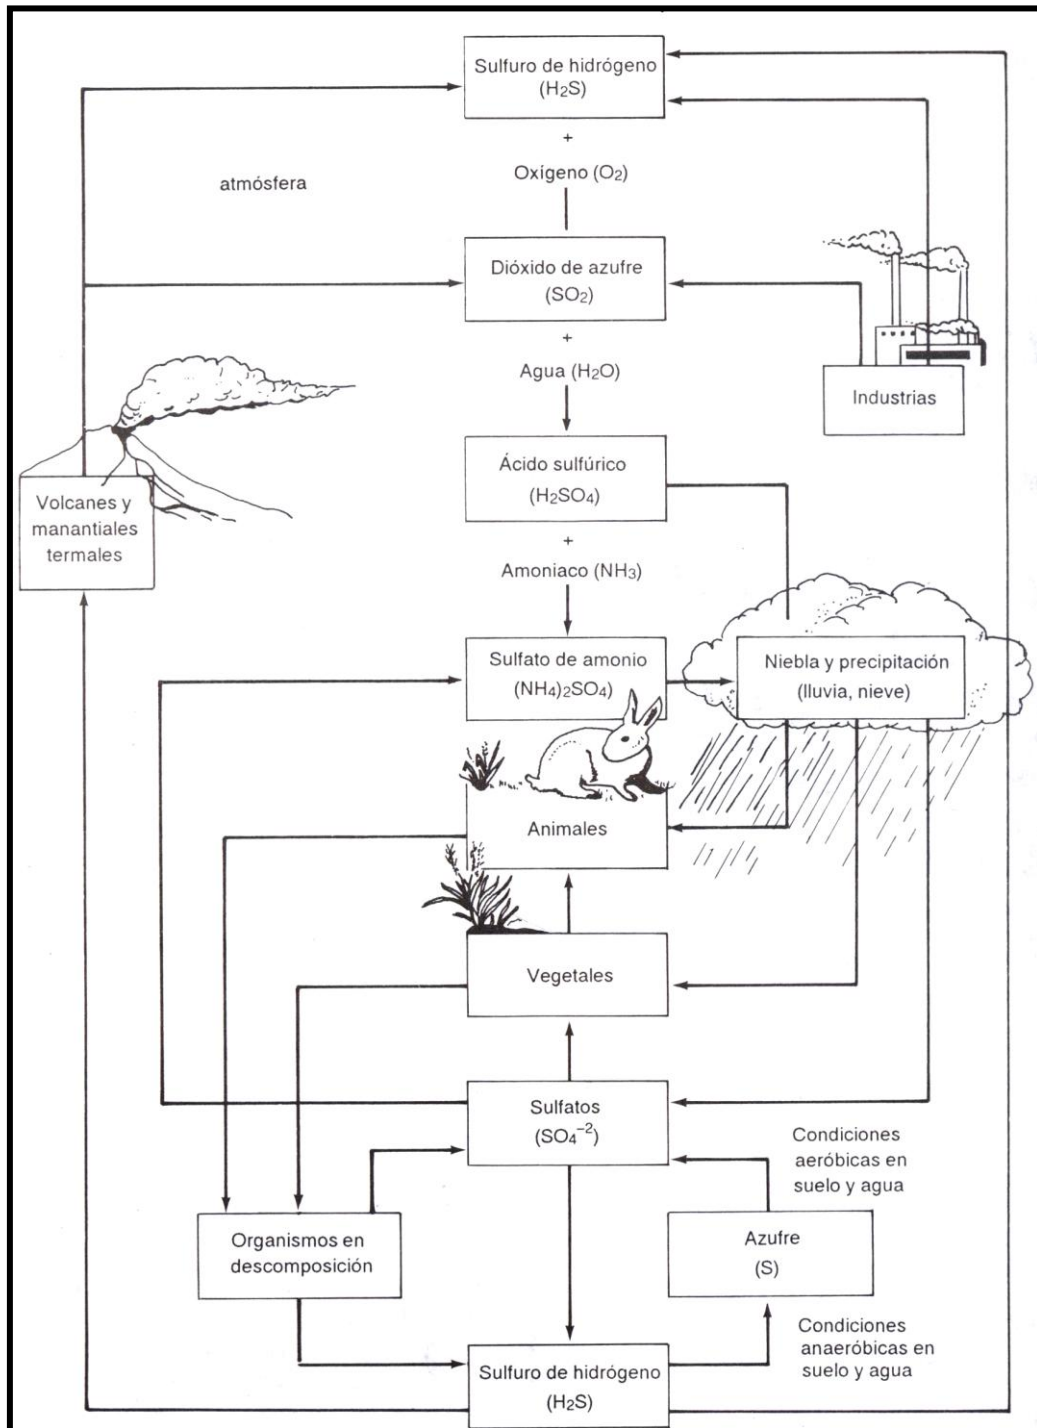 Sulfuro de hidrógeno
(H₂S)
+
Oxígeno (O₂)
atmósfera
Dióxido de azufre
(SO₂)
+
Agua (H₂O)
Industrias
Ácido sulfúrico
(H₂SO₄)
+
Amoniaco (NH₃)
Volcanes y
manantiales
termales
Sulfato de amonio
(NH₄)₂SO₄)
Niebla y precipitación
(lluvia, nieve)
Animales
Vegetales
Sulfatos
(SO₄⁻²)
Condiciones
aeróbicas en
suelo y agua
Organismos en
descomposición
Azufre
(S)
Condiciones
anaeróbicas en
suelo y agua
Sulfuro de hidrógeno
(H₂S)